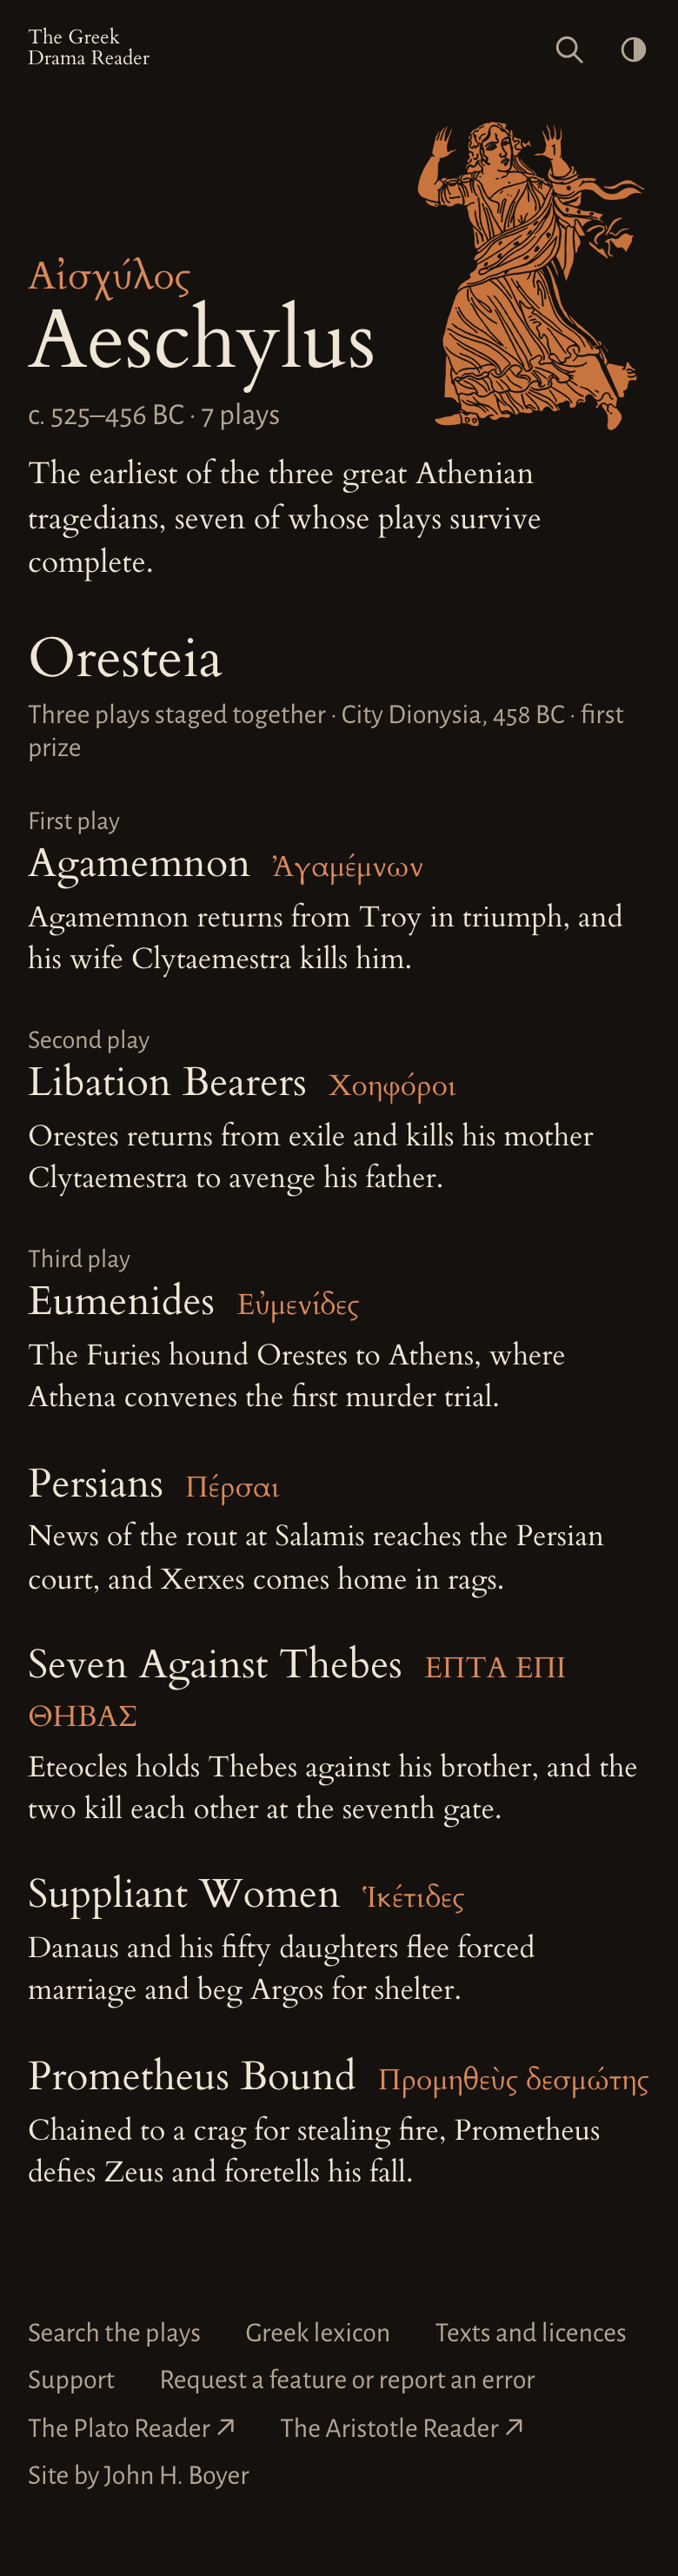 The Greek
Drama Reader
Αἰσχύλος
Aeschylus
c. 525–456 BC · 7 plays
The earliest of the three great Athenian
tragedians, seven of whose plays survive
complete.
Oresteia
Three plays staged together · City Dionysia, 458 BC · first
prize
First play
Agamemnon Ἀγαμέμνων
Agamemnon returns from Troy in triumph, and
his wife Clytaemestra kills him.
Second play
Libation Bearers Χοηφόροι
Orestes returns from exile and kills his mother
Clytaemestra to avenge his father.
Third play
Eumenides Εὐμενίδες
The Furies hound Orestes to Athens, where
Athena convenes the first murder trial.
Persians Πέρσαι
News of the rout at Salamis reaches the Persian
court, and Xerxes comes home in rags.
Seven Against Thebes ΕΠΤΑ ΕΠΙ
ΘΗΒΑΣ
Eteocles holds Thebes against his brother, and the
two kill each other at the seventh gate.
Suppliant Women Ἱκέτιδες
Danaus and his fifty daughters flee forced
marriage and beg Argos for shelter.
Prometheus Bound Προμηθεὺς δεσμώτης
Chained to a crag for stealing fire, Prometheus
defies Zeus and foretells his fall.
Search the plays Greek lexicon Texts and licences
Support Request a feature or report an error
The Plato Reader ↗ The Aristotle Reader ↗
Site by John H. Boyer